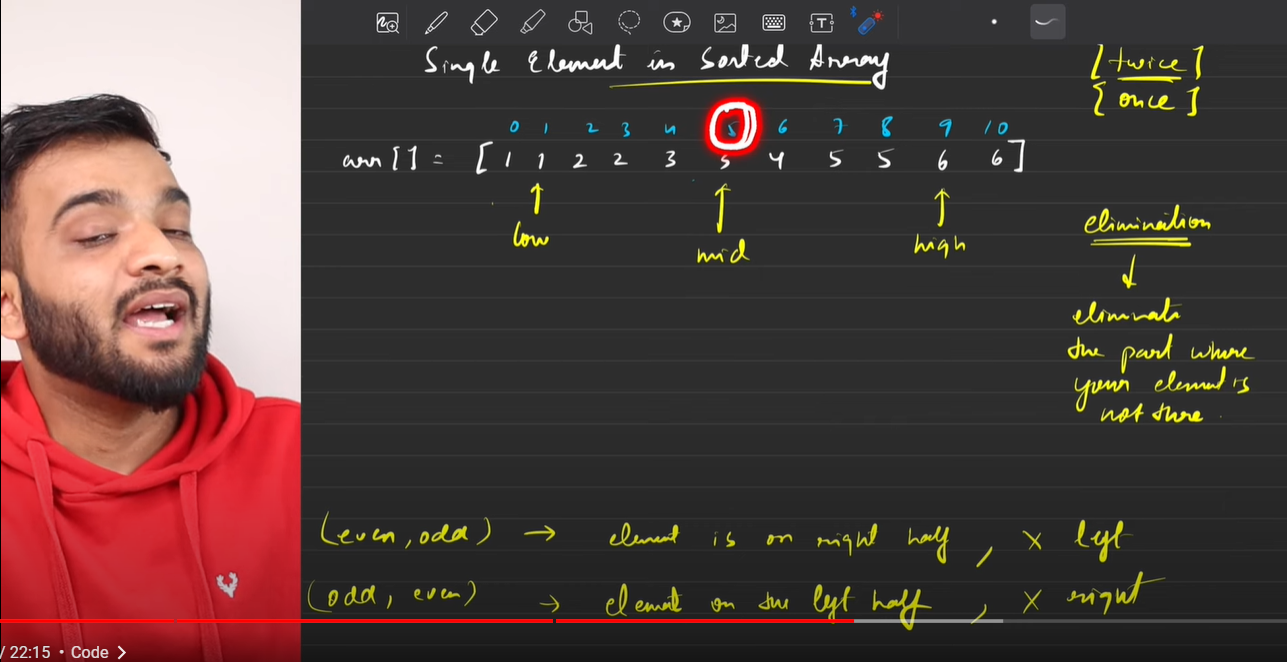 Single Element in Sorted Array
[twice]
[once]
0 1 2 3 4 5 6 7 8 9 10
arr[] = [1 1 2 2 3 3 4 5 5 6 6]
low
mid
high
elimination
eliminate
the part where
your element is
not there.
(even, odd) → element is on right half, x left
(odd, even) → element on the left half, x right
/ 22:15 • Code >